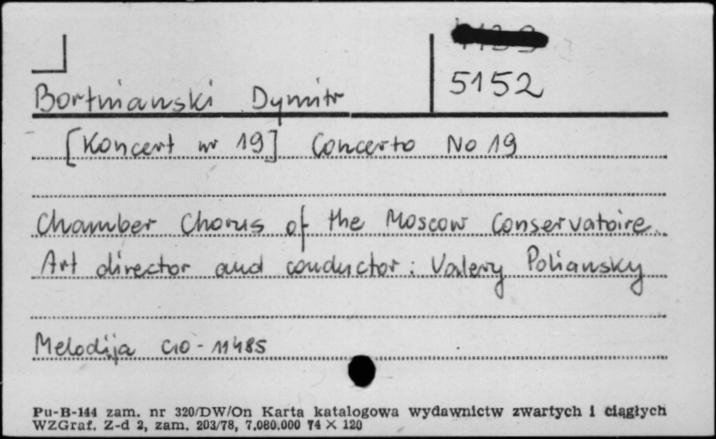 5152
Bortnianski Dymitr
[Koncert nr 19] Concerto No 19
Chamber Chorus of the Moscow Conservatoire.
Art director and conductor: Valery Poliansky
Melodija C10-11485
Pu-B-144 zam. nr 320/DW/On Karta katalogowa wydawnictw zwartych i ciągłych
WZGraf. Z-d 2, zam. 203/78, 7.080.000 74 × 120